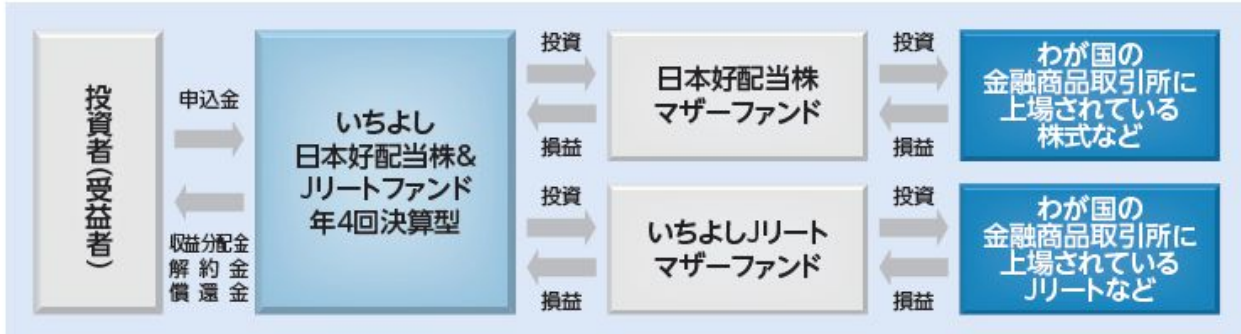 投資者(受益者)
申込金
収益分配金
解約金
償還金
いちよし
日本好配当株&
Jリートファンド
年4回決算型
投資
損益
投資
損益
日本好配当株
マザーファンド
いちよしJリート
マザーファンド
投資
損益
投資
損益
わが国の
金融商品取引所に
上場されている
株式など
わが国の
金融商品取引所に
上場されている
Jリートなど